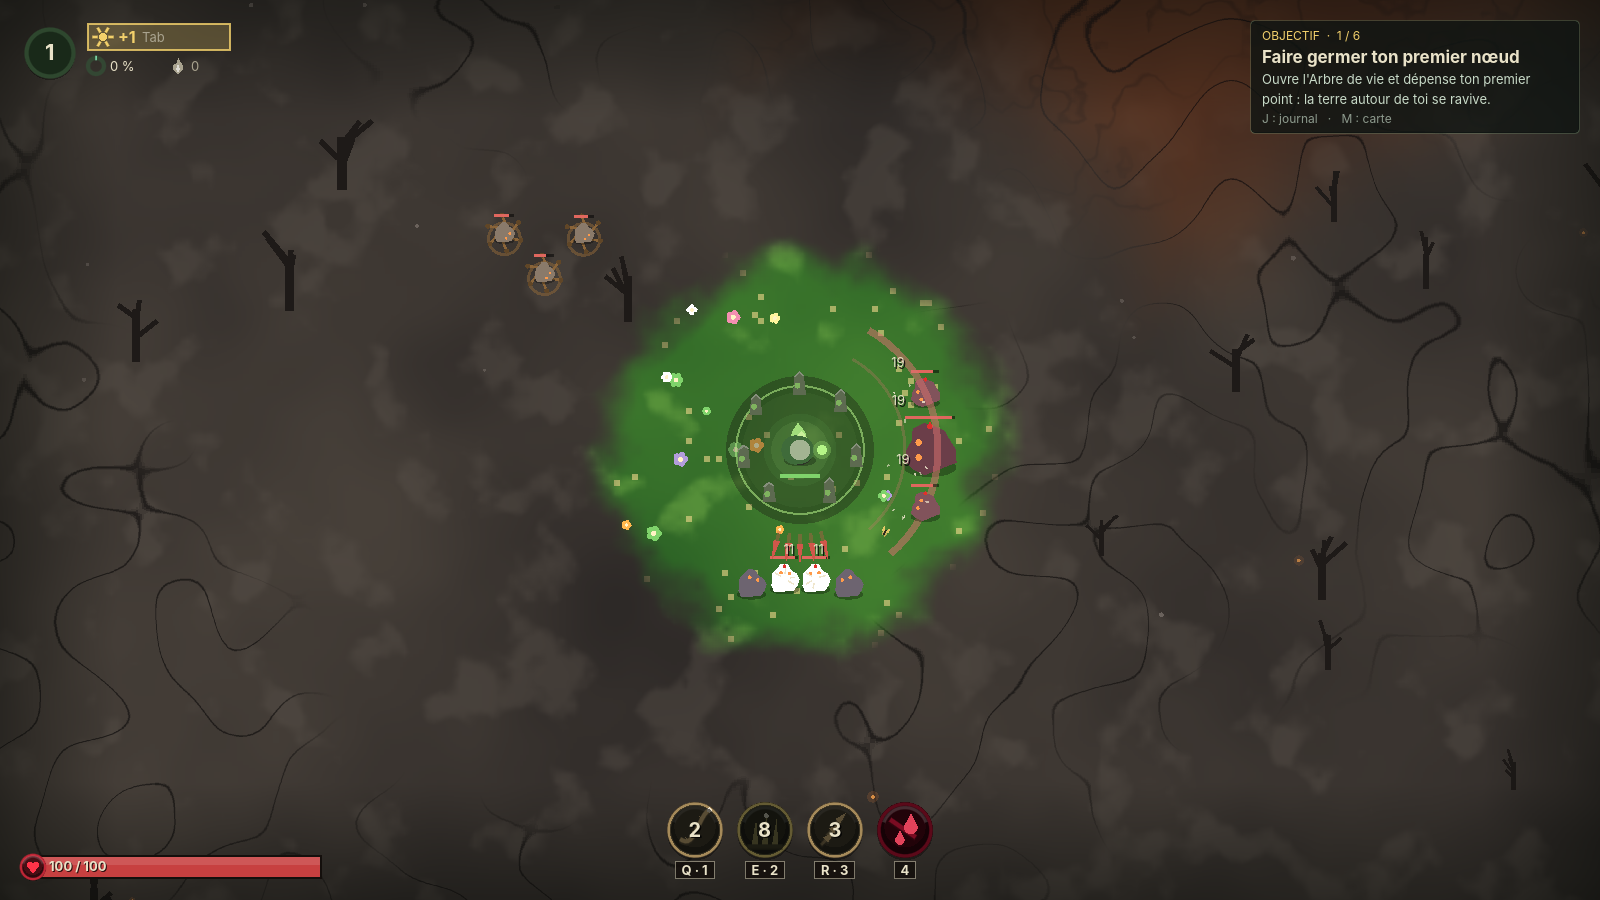 1
+1 Tab
0 %
0
OBJECTIF · 1 / 6
Faire germer ton premier nœud
Ouvre l'Arbre de vie et dépense ton premier
point : la terre autour de toi se ravive.
J : journal · M : carte
19
19
19
11
11
2
8
3
Q · 1
E · 2
R · 3
4
100 / 100